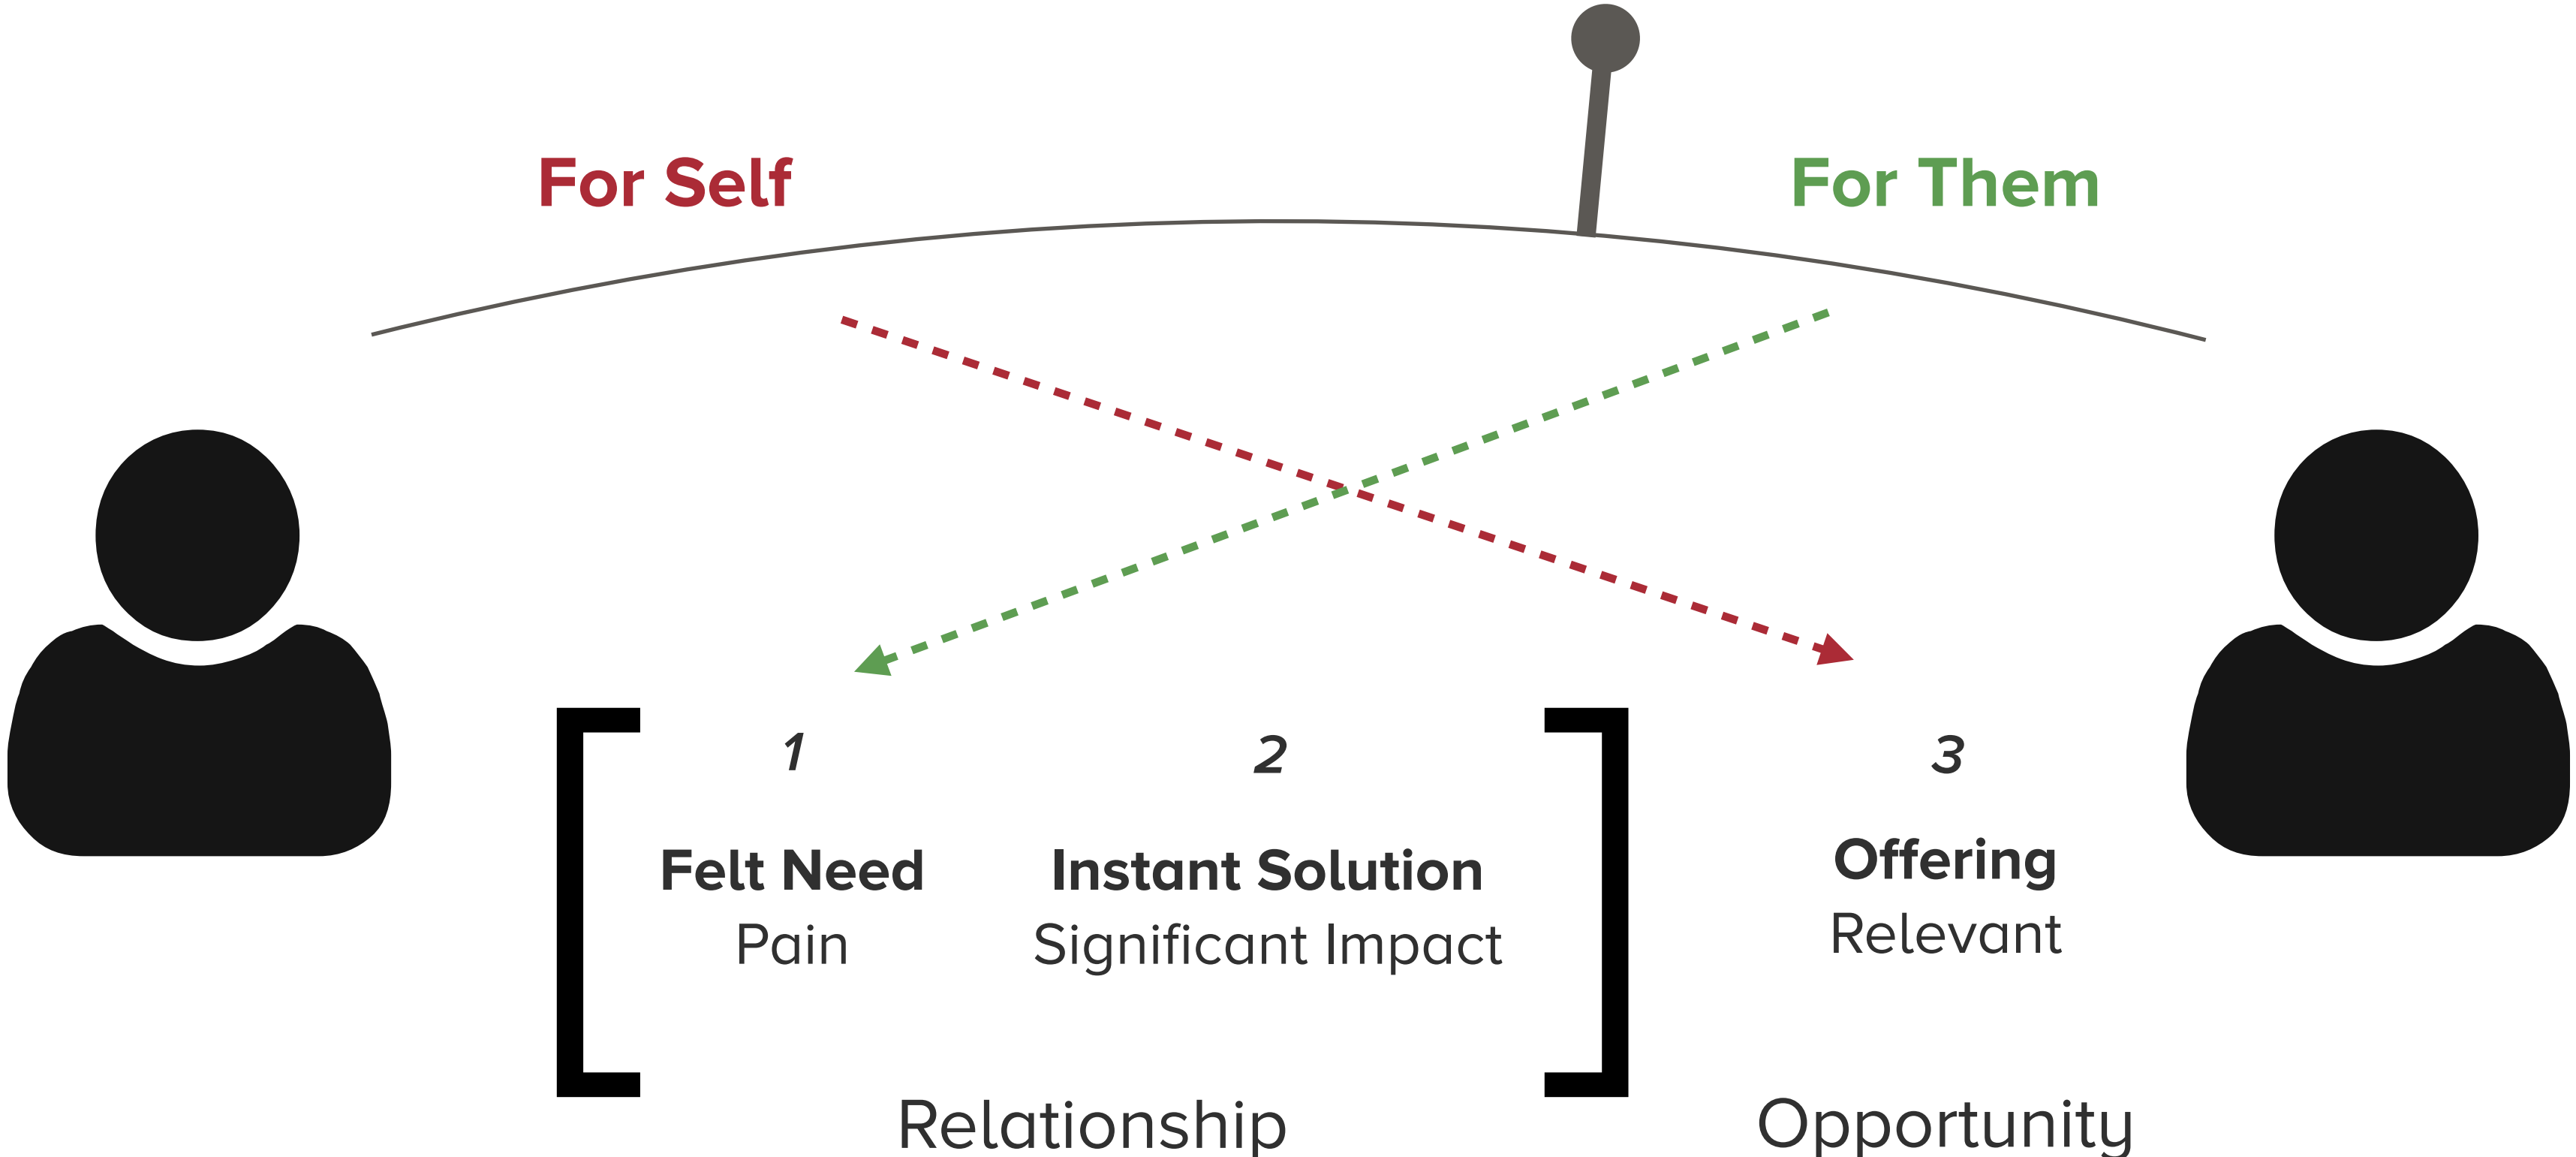 For Self
For Them
1
2
3
Felt Need
Instant Solution
Offering
Pain
Significant Impact
Relevant
Relationship
Opportunity